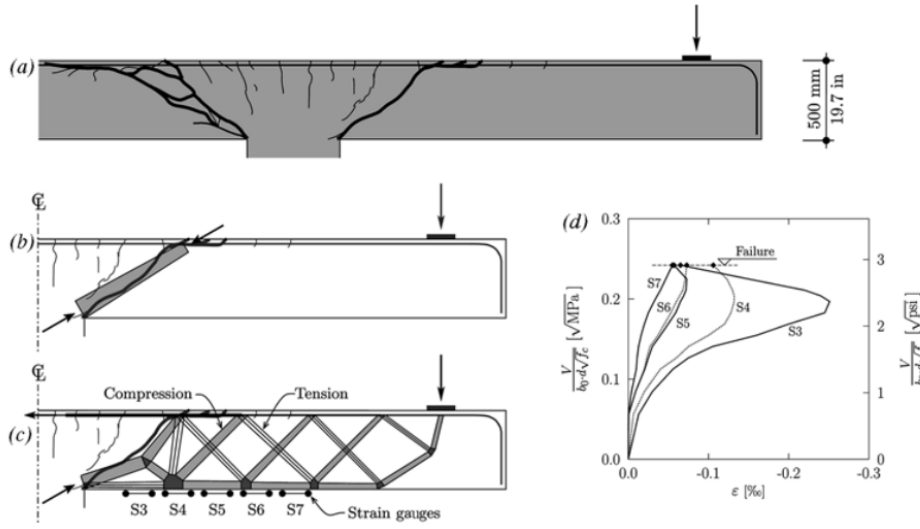 (a)
500 mm
19.7 in
(b)
℄
(c)
℄
Compression
Tension
S3 S4 S5 S6 S7
Strain gauges
(d)
0.3
0.2
0.1
0.0
V
b₀·d√fc
[√MPa]
Failure
S7
S6
S5
S4
S3
3
2
1
0
V
[√psi]
0.0 -0.1 -0.2 -0.3
ε [‰]